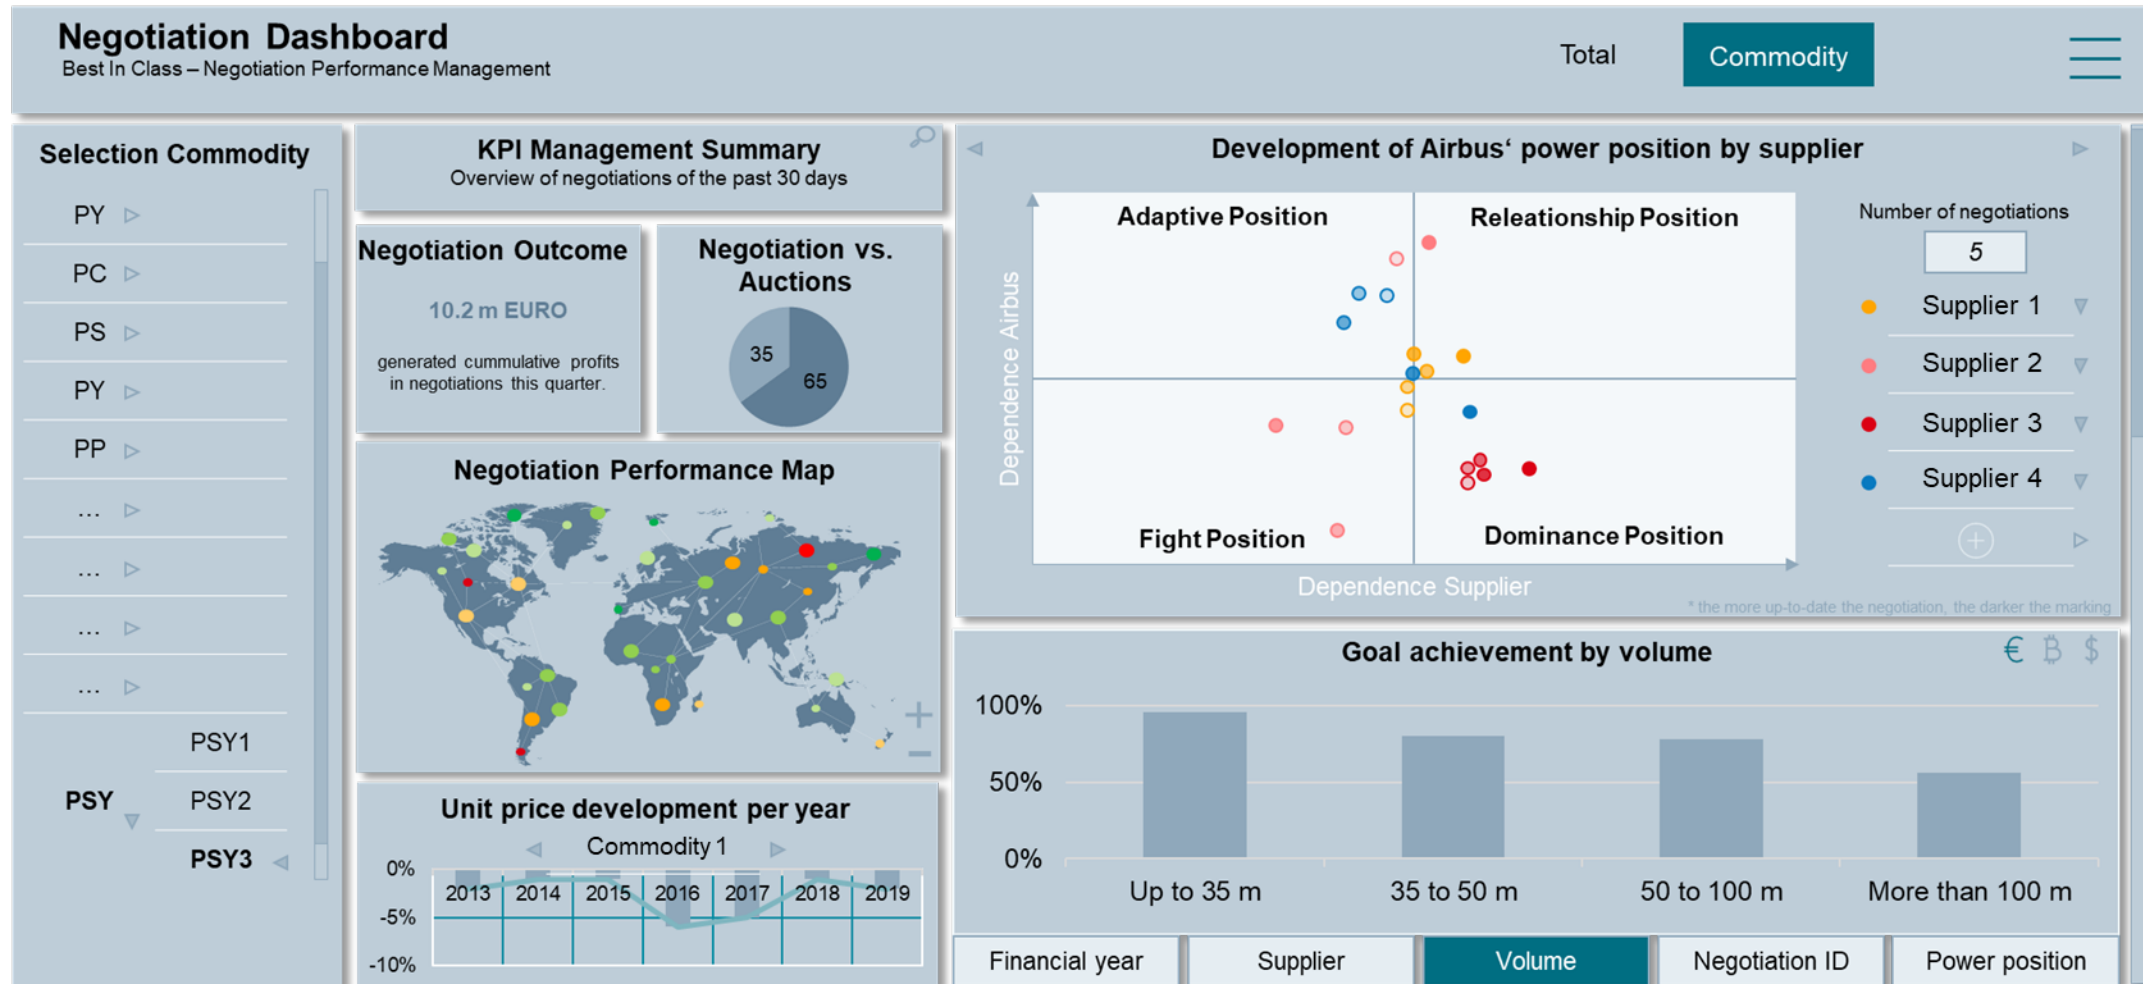 Negotiation Dashboard
Best In Class – Negotiation Performance Management
Total
Commodity
Selection Commodity
PY
PC
PS
PY
PP
...
...
...
...
PSY
PSY1
PSY2
PSY3
KPI Management Summary
Overview of negotiations of the past 30 days
Negotiation Outcome
10.2 m EURO
generated cummulative profits
in negotiations this quarter.
Negotiation vs.
Auctions
35
65
Negotiation Performance Map
+
−
Unit price development per year
Commodity 1
0%
-5%
-10%
2013 2014 2015 2016 2017 2018 2019
Development of Airbus‘ power position by supplier
Adaptive Position
Releationship Position
Fight Position
Dominance Position
Dependence Airbus
Dependence Supplier
Number of negotiations
5
Supplier 1
Supplier 2
Supplier 3
Supplier 4
* the more up-to-date the negotiation, the darker the marking
Goal achievement by volume
€ ₿ $
100%
50%
0%
Up to 35 m
35 to 50 m
50 to 100 m
More than 100 m
Financial year
Supplier
Volume
Negotiation ID
Power position